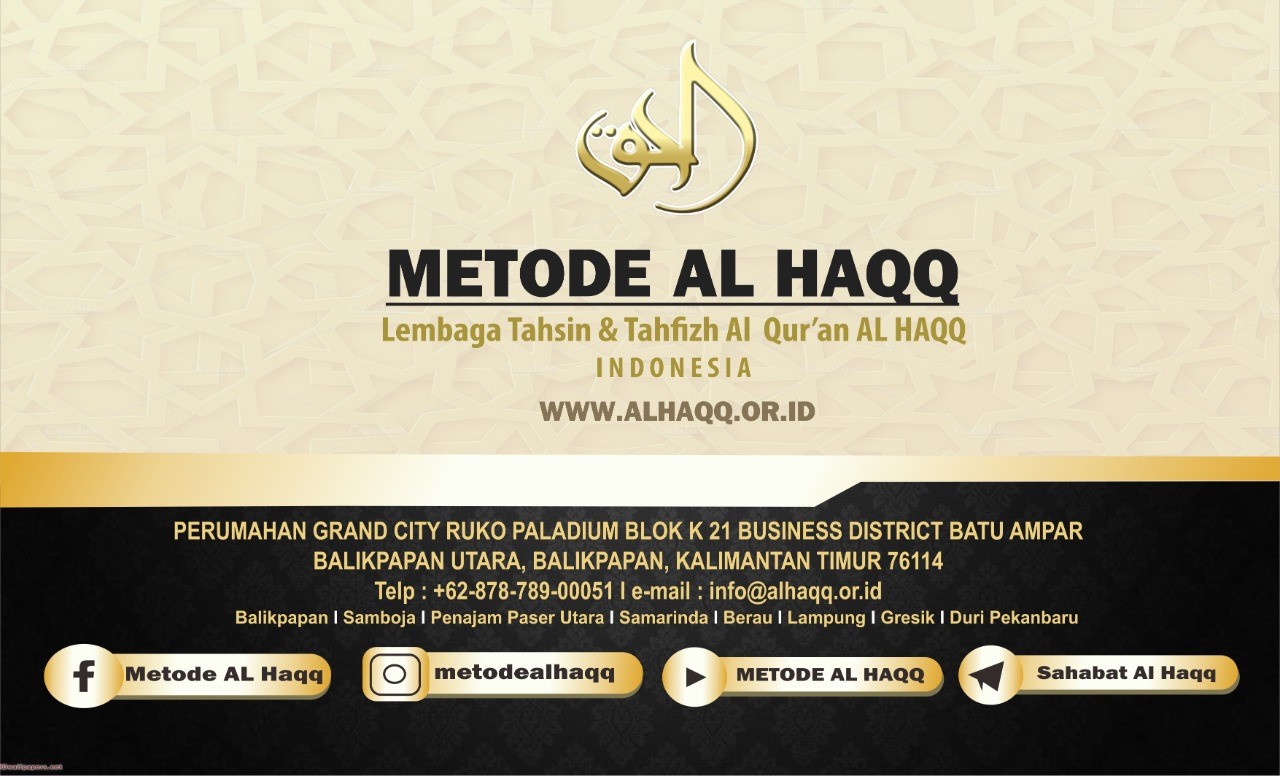 الحق
METODE AL HAQQ
Lembaga Tahsin & Tahfizh Al Qur’an AL HAQQ
INDONESIA
WWW.ALHAQQ.OR.ID
PERUMAHAN GRAND CITY RUKO PALADIUM BLOK K 21 BUSINESS DISTRICT BATU AMPAR
BALIKPAPAN UTARA, BALIKPAPAN, KALIMANTAN TIMUR 76114
Telp : +62-878-789-00051 I e-mail : info@alhaqq.or.id
Balikpapan I Samboja I Penajam Paser Utara I Samarinda I Berau I Lampung I Gresik I Duri Pekanbaru
Metode AL Haqq
metodealhaqq
METODE AL HAQQ
Sahabat Al Haqq